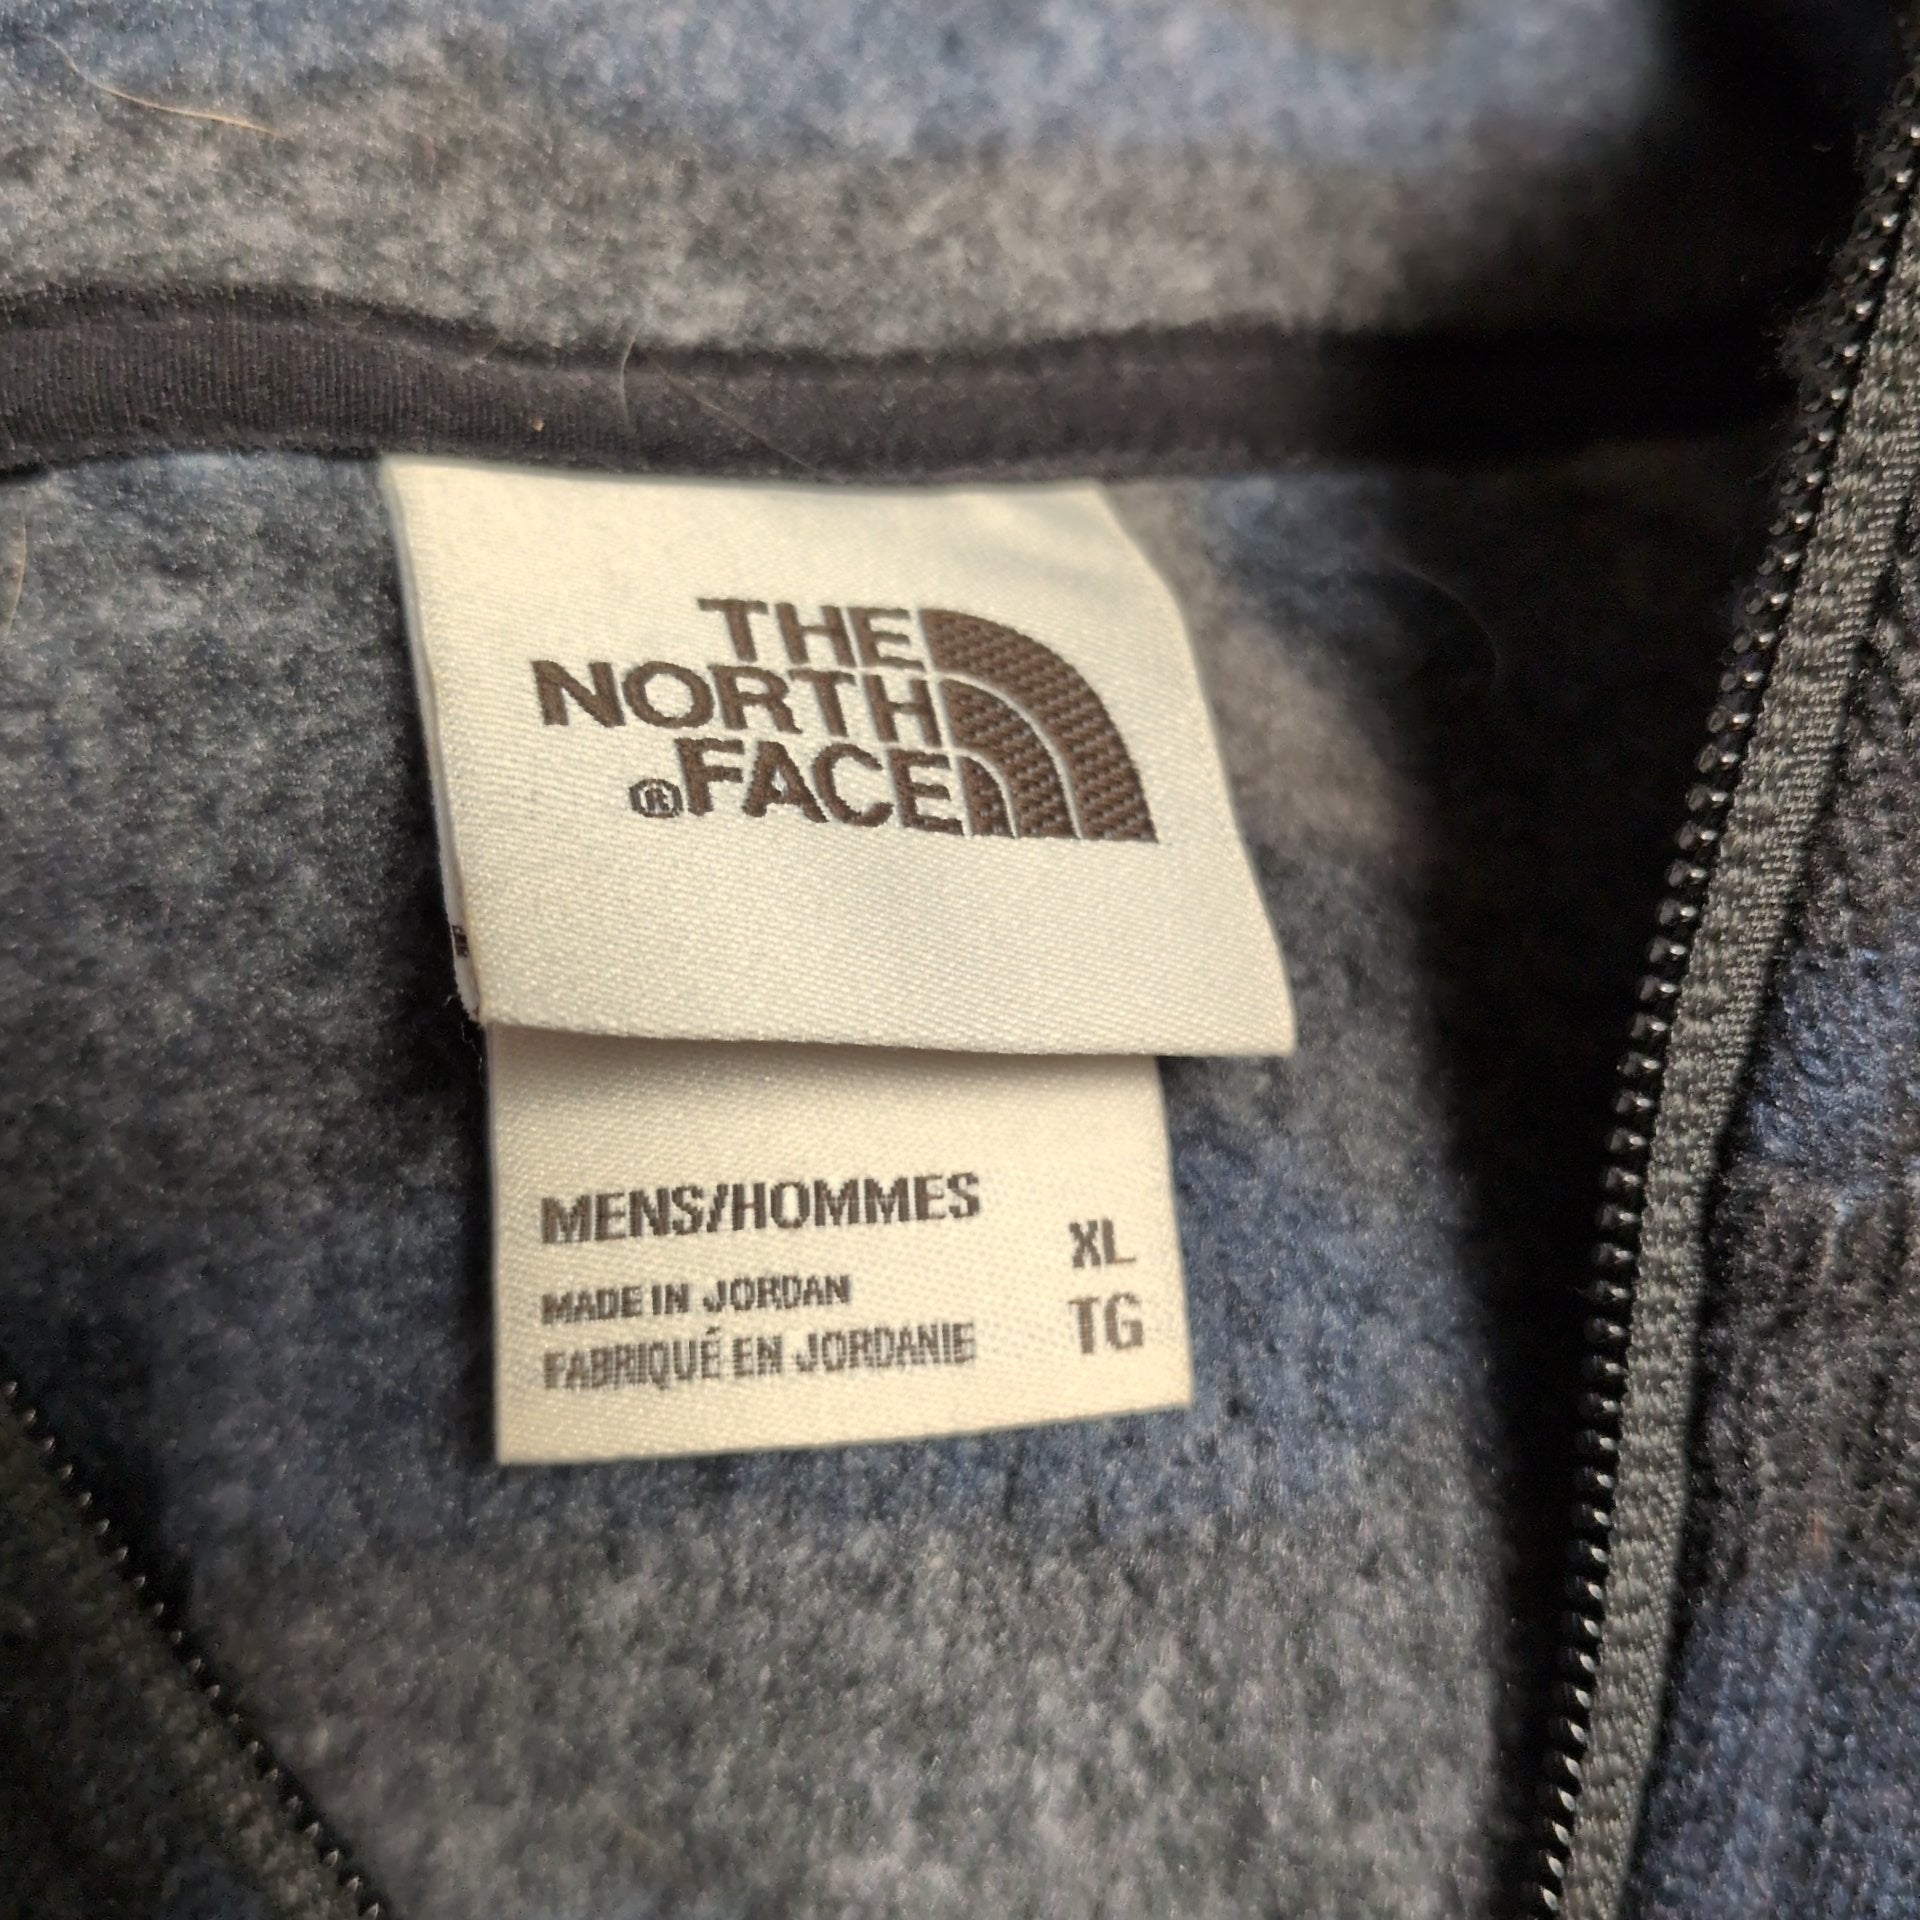 THE
NORTH
®FACE
MENS/HOMMES
XL
MADE IN JORDAN
TG
FABRIQUÉ EN JORDANIE